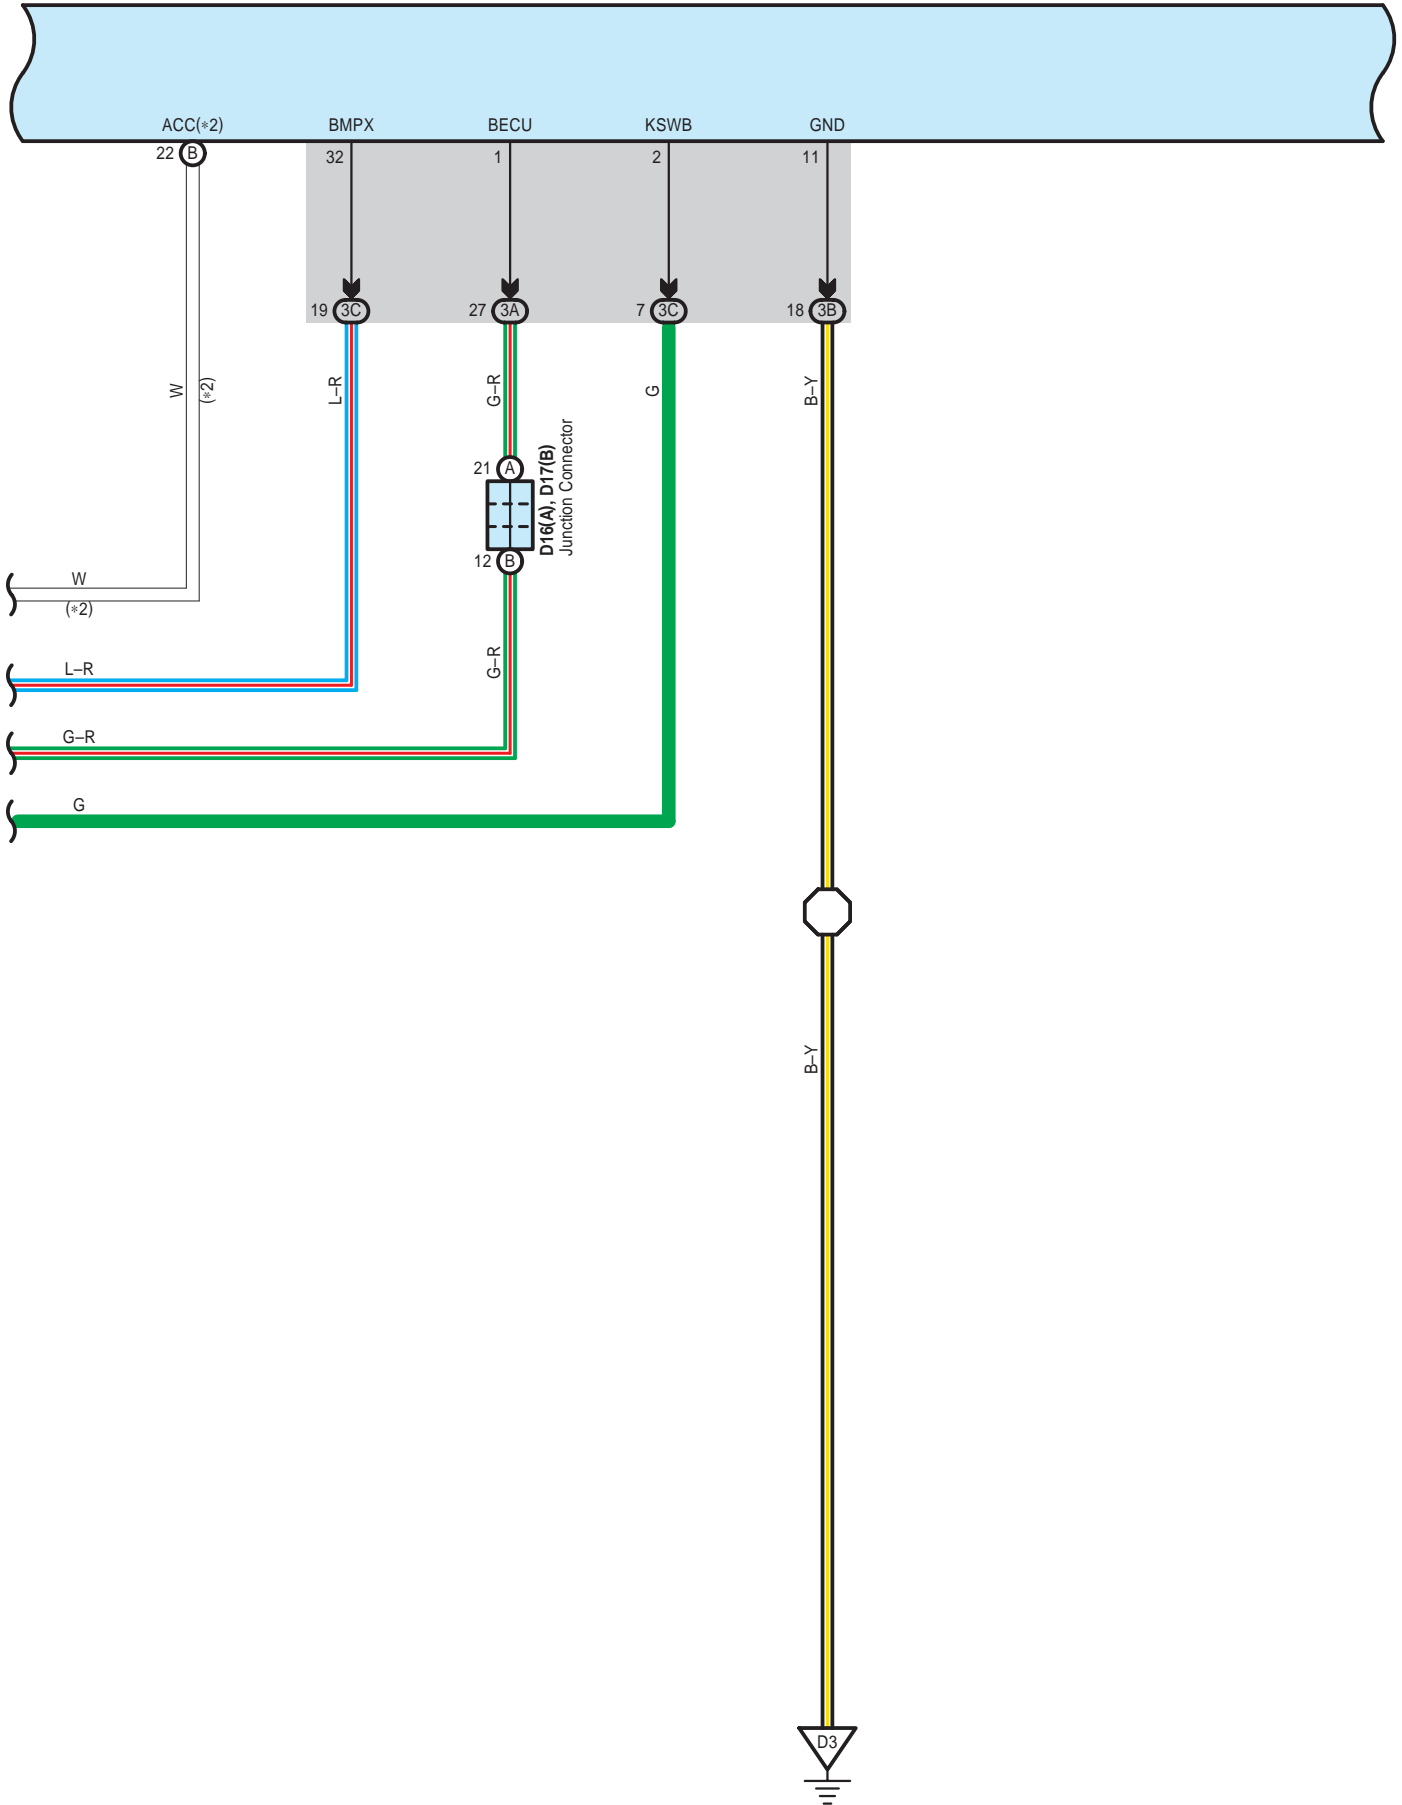 ACC(*2) BMPX BECU KSWB GND
22 B 32 1 2 11
19 3C 27 3A 7 3C 18 3B
W (*2) L–R G–R G B–Y
21 A
D16(A), D17(B)
Junction Connector
12 B
W
(*2)
G–R
L–R
G–R
G
B–Y
D3